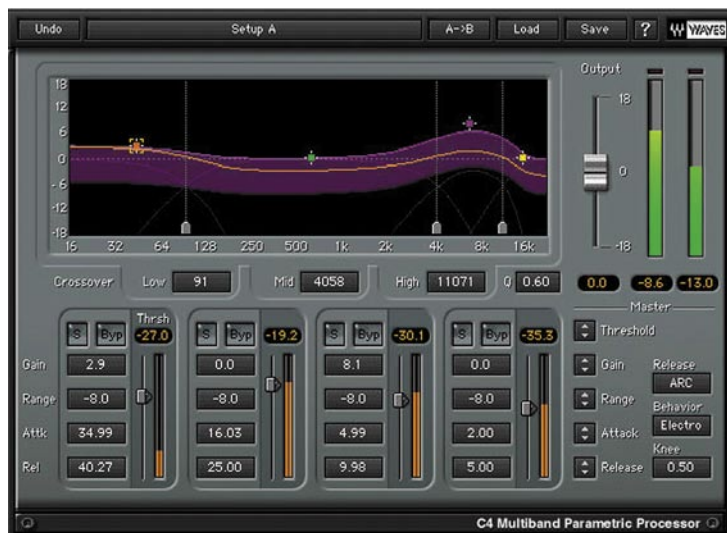 Undo Setup A A->B Load Save ? WAVES
Output
18
12
6
0
-6
-12
-18
16 32 64 128 250 500 1k 2k 4k 8k 16k
18
0
-18
Crossover Low 91 Mid 4058 High 11071 Q 0.60
0.0 -8.6 -13.0
Master
Thrsh
S Byp -27.0 S Byp -19.2 S Byp -30.1 S Byp -35.3 Threshold
Gain 2.9 0.0 8.1 0.0 Gain Release
ARC
Range -8.0 -8.0 -8.0 -8.0 Range Behavior
Electro
Attk 34.99 16.03 4.99 2.00 Attack Knee
Rel 40.27 25.00 9.98 5.00 Release 0.50
C4 Multiband Parametric Processor